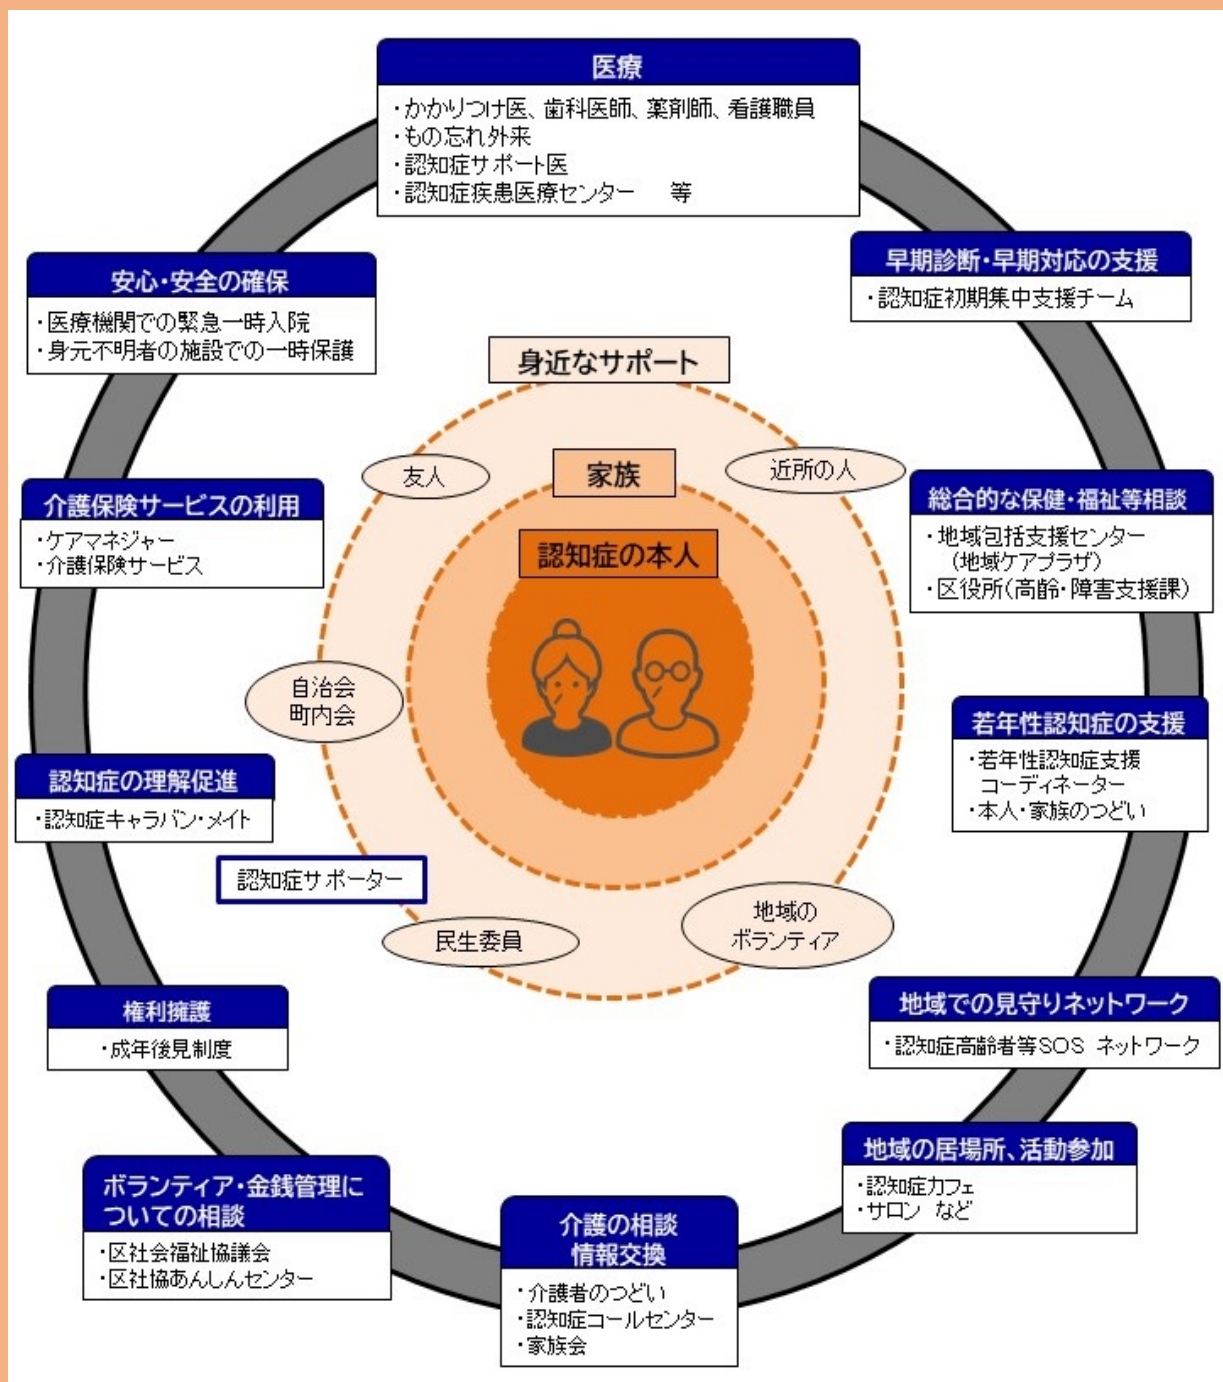 医療
・かかりつけ医、歯科医師、薬剤師、看護職員
・もの忘れ外来
・認知症サポート医
・認知症疾患医療センター　等
早期診断・早期対応の支援
・認知症初期集中支援チーム
安心・安全の確保
・医療機関での緊急一時入院
・身元不明者の施設での一時保護
身近なサポート
友人
近所の人
家族
認知症の本人
介護保険サービスの利用
・ケアマネジャー
・介護保険サービス
総合的な保健・福祉等相談
・地域包括支援センター
（地域ケアプラザ）
・区役所（高齢・障害支援課）
自治会
町内会
若年性認知症の支援
・若年性認知症支援
コーディネーター
・本人・家族のつどい
認知症の理解促進
・認知症キャラバン・メイト
認知症サポーター
民生委員
地域の
ボランティア
権利擁護
・成年後見制度
地域での見守りネットワーク
・認知症高齢者等SOS ネットワーク
地域の居場所、活動参加
・認知症カフェ
・サロン など
ボランティア・金銭管理に
ついての相談
・区社会福祉協議会
・区社協あんしんセンター
介護の相談
情報交換
・介護者のつどい
・認知症コールセンター
・家族会